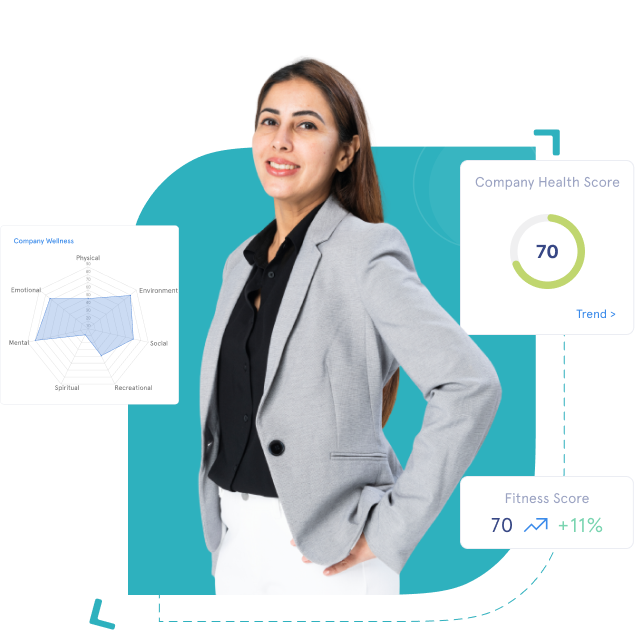 Company Health Score
70
Trend >
Company Wellness
Physical
Emotional
Environment
Mental
Social
Spiritual
Recreational
Fitness Score
70 +11%